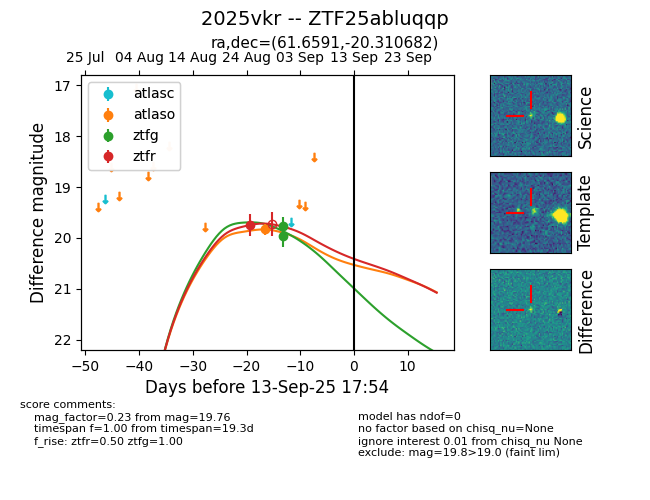 2025vkr -- ZTF25abluqqp
ra,dec=(61.6591,-20.310682)
25 Jul 04 Aug 14 Aug 24 Aug 03 Sep 13 Sep 23 Sep
atlasc
atlaso
ztfg
ztfr
17
18
19
20
21
22
Difference magnitude
−50 −40 −30 −20 −10 0 10
Days before 13-Sep-25 17:54
Science
Template
Difference
score comments:
mag_factor=0.23 from mag=19.76
timespan f=1.00 from timespan=19.3d
f_rise: ztfr=0.50 ztfg=1.00
model has ndof=0
no factor based on chisq_nu=None
ignore interest 0.01 from chisq_nu None
exclude: mag=19.8>19.0 (faint lim)